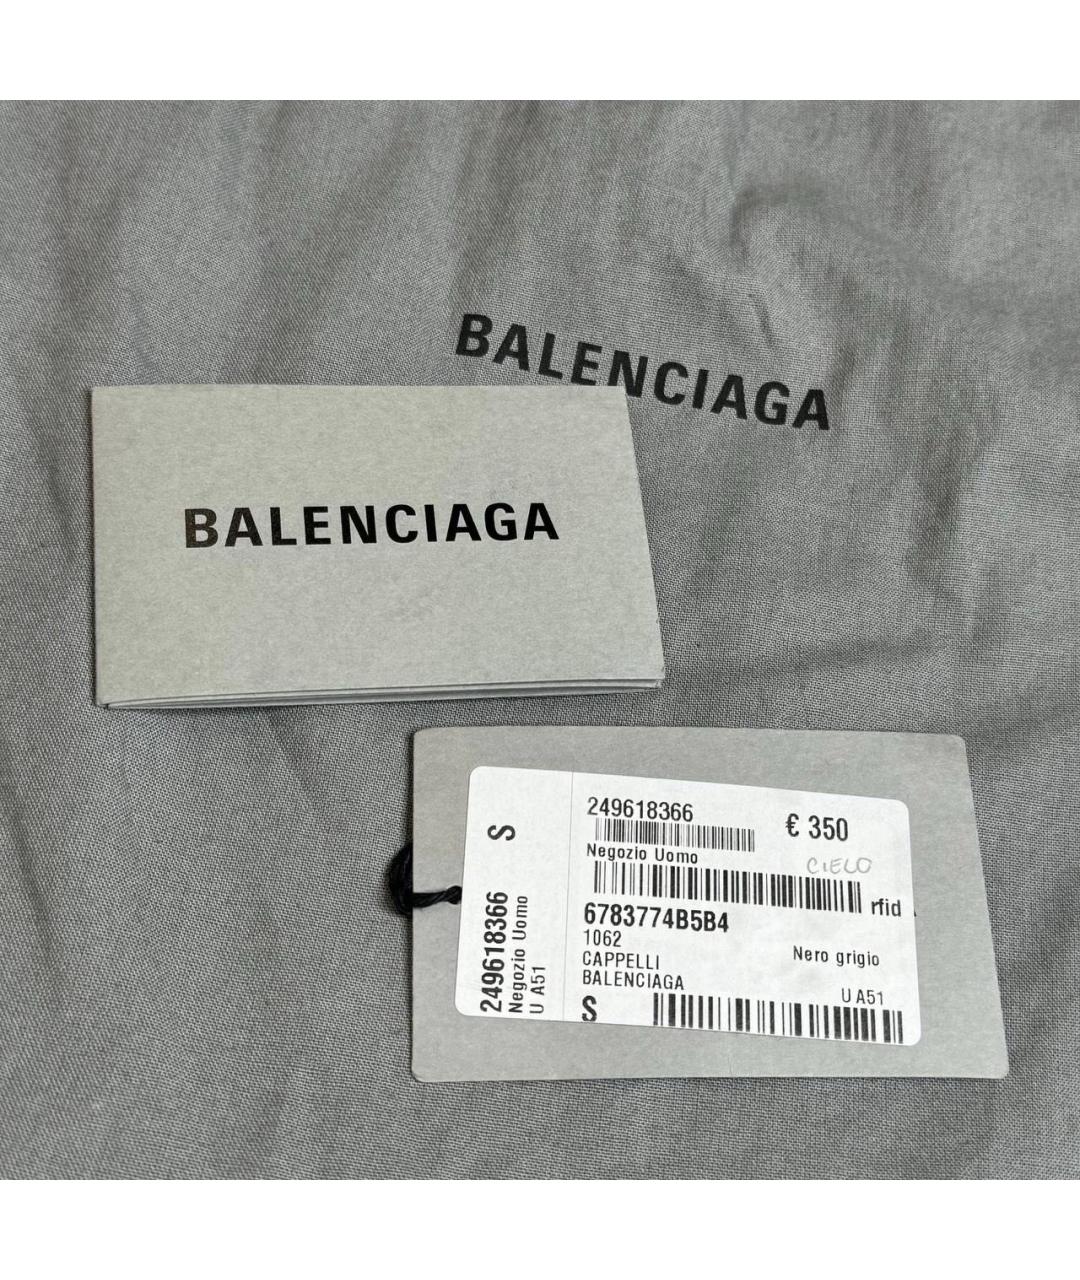 BALENCIAGA
BALENCIAGA
S
249618366
Negozio Uomo
U A51
249618366
€ 350
Negozio Uomo
CIELO
rfid
6783774B5B4
1062
Nero grigio
CAPPELLI
BALENCIAGA
U A51
S